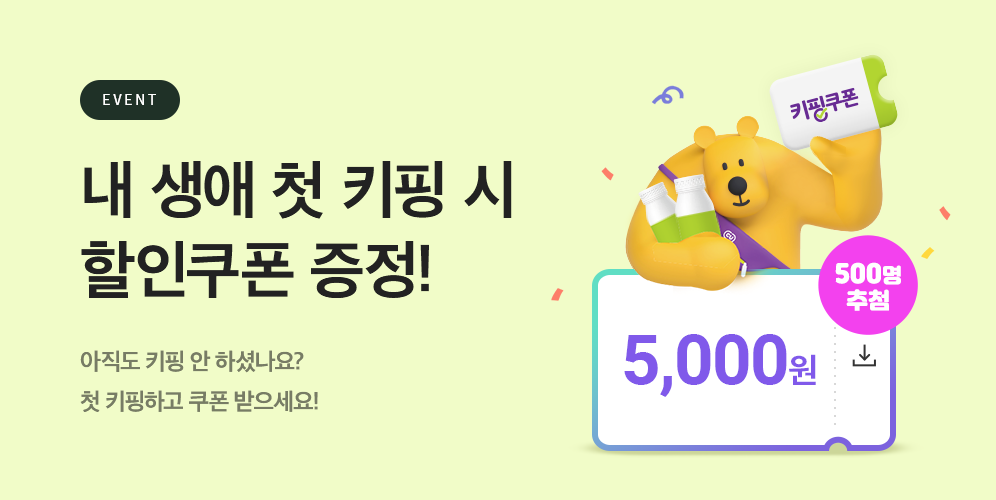 EVENT
내 생애 첫 키핑 시
할인쿠폰 증정!
아직도 키핑 안 하셨나요?
첫 키핑하고 쿠폰 받으세요!
키핑쿠폰
500명
추첨
5,000원